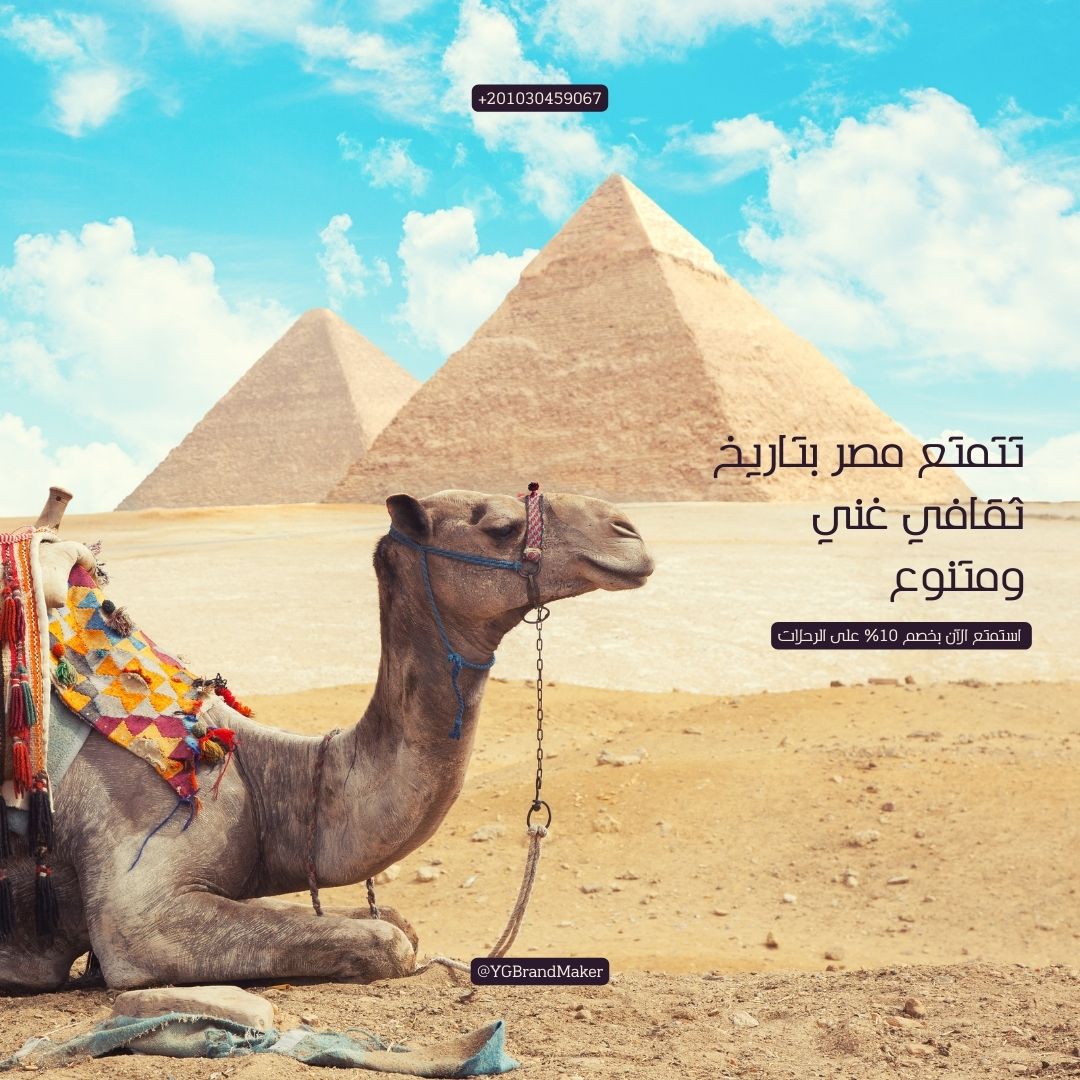 +201030459067
تتمتع مصر بتاريخ
ثقافي غني
ومتنوع
استمتع الآن بخصم 10% على الرحلات
@YGBrandMaker